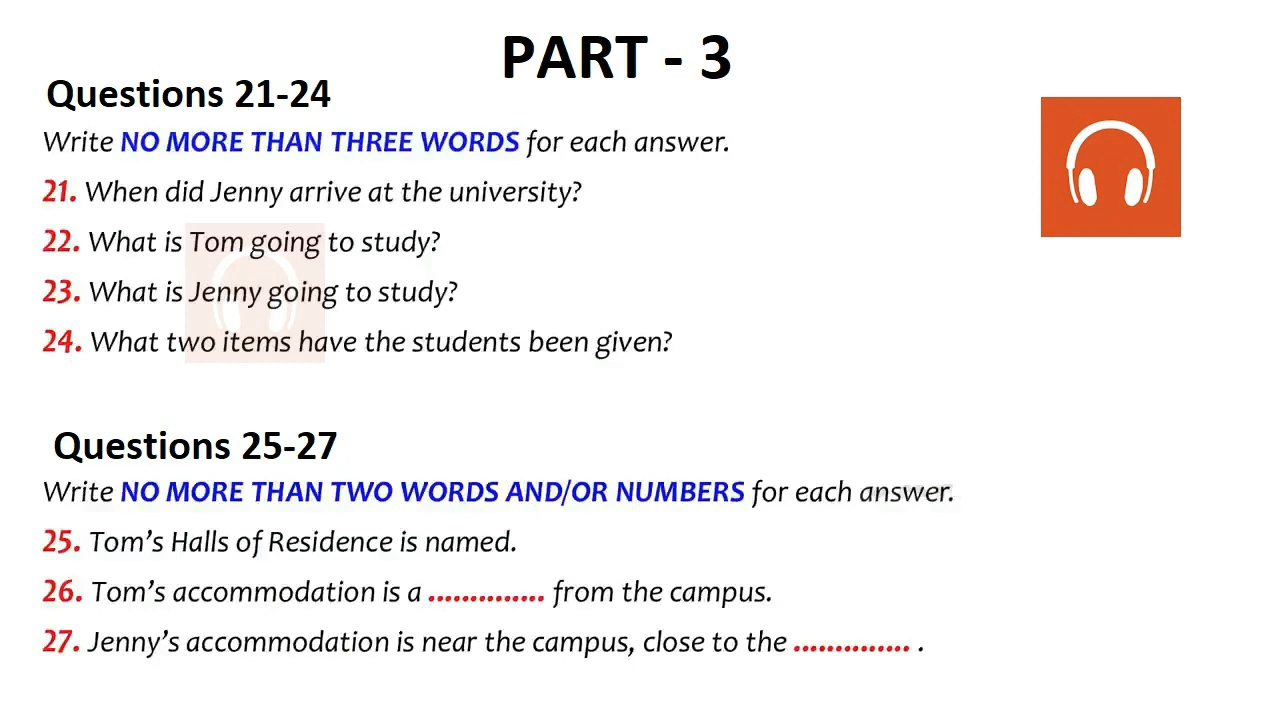 PART - 3
Questions 21-24
Write NO MORE THAN THREE WORDS for each answer.
21. When did Jenny arrive at the university?
22. What is Tom going to study?
23. What is Jenny going to study?
24. What two items have the students been given?
Questions 25-27
Write NO MORE THAN TWO WORDS AND/OR NUMBERS for each answer.
25. Tom’s Halls of Residence is named.
26. Tom’s accommodation is a .............. from the campus.
27. Jenny’s accommodation is near the campus, close to the .............. .